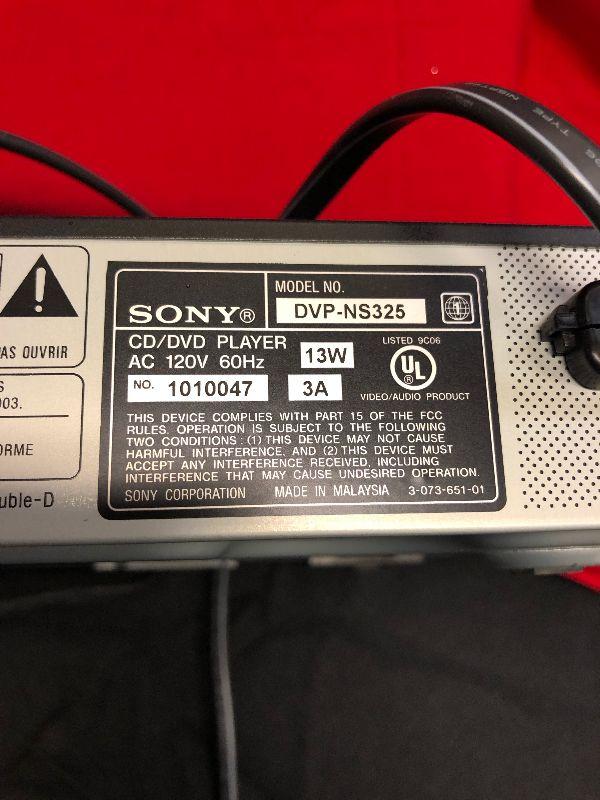 TYPE NISPT
MODEL NO.
SONY® DVP-NS325
CD/DVD PLAYER
AC 120V 60Hz 13W
NO. 1010047 3A
LISTED 9C06
UL
®
VIDEO/AUDIO PRODUCT
THIS DEVICE COMPLIES WITH PART 15 OF THE FCC
RULES. OPERATION IS SUBJECT TO THE FOLLOWING
TWO CONDITIONS : (1) THIS DEVICE MAY NOT CAUSE
HARMFUL INTERFERENCE, AND (2) THIS DEVICE MUST
ACCEPT ANY INTERFERENCE RECEIVED, INCLUDING
INTERFERENCE THAT MAY CAUSE UNDESIRED OPERATION.
SONY CORPORATION MADE IN MALAYSIA 3-073-651-01
1
!
PAS OUVRIR
S
003.
ORME
uble-D